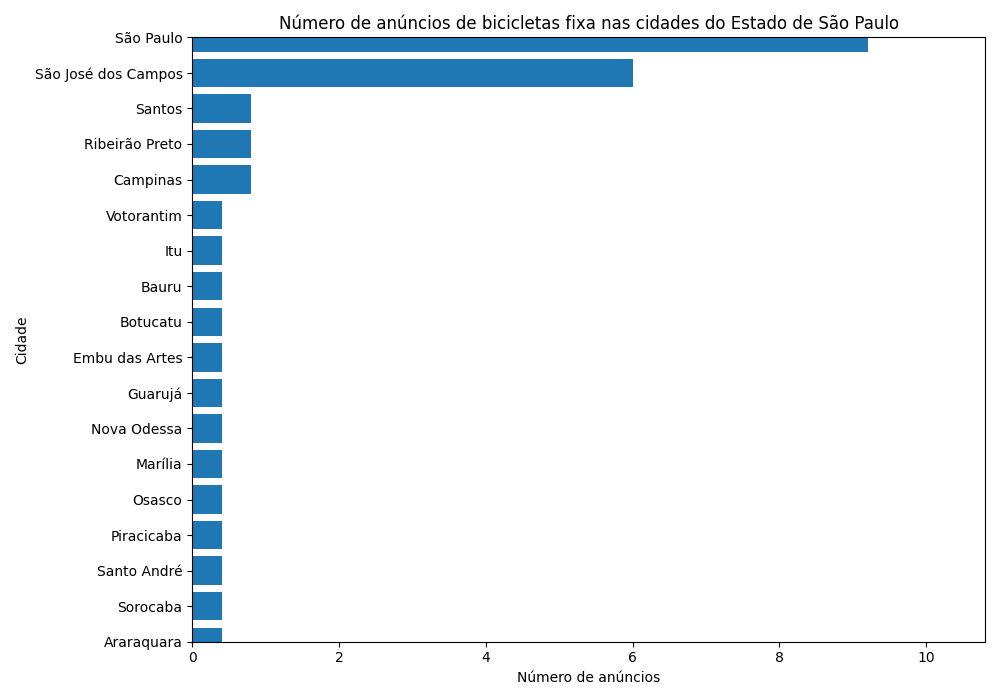 Número de anúncios de bicicletas fixa nas cidades do Estado de São Paulo
São Paulo
São José dos Campos
Santos
Ribeirão Preto
Campinas
Votorantim
Itu
Bauru
Botucatu
Embu das Artes
Guarujá
Nova Odessa
Marília
Osasco
Piracicaba
Santo André
Sorocaba
Araraquara
Cidade
0 2 4 6 8 10
Número de anúncios